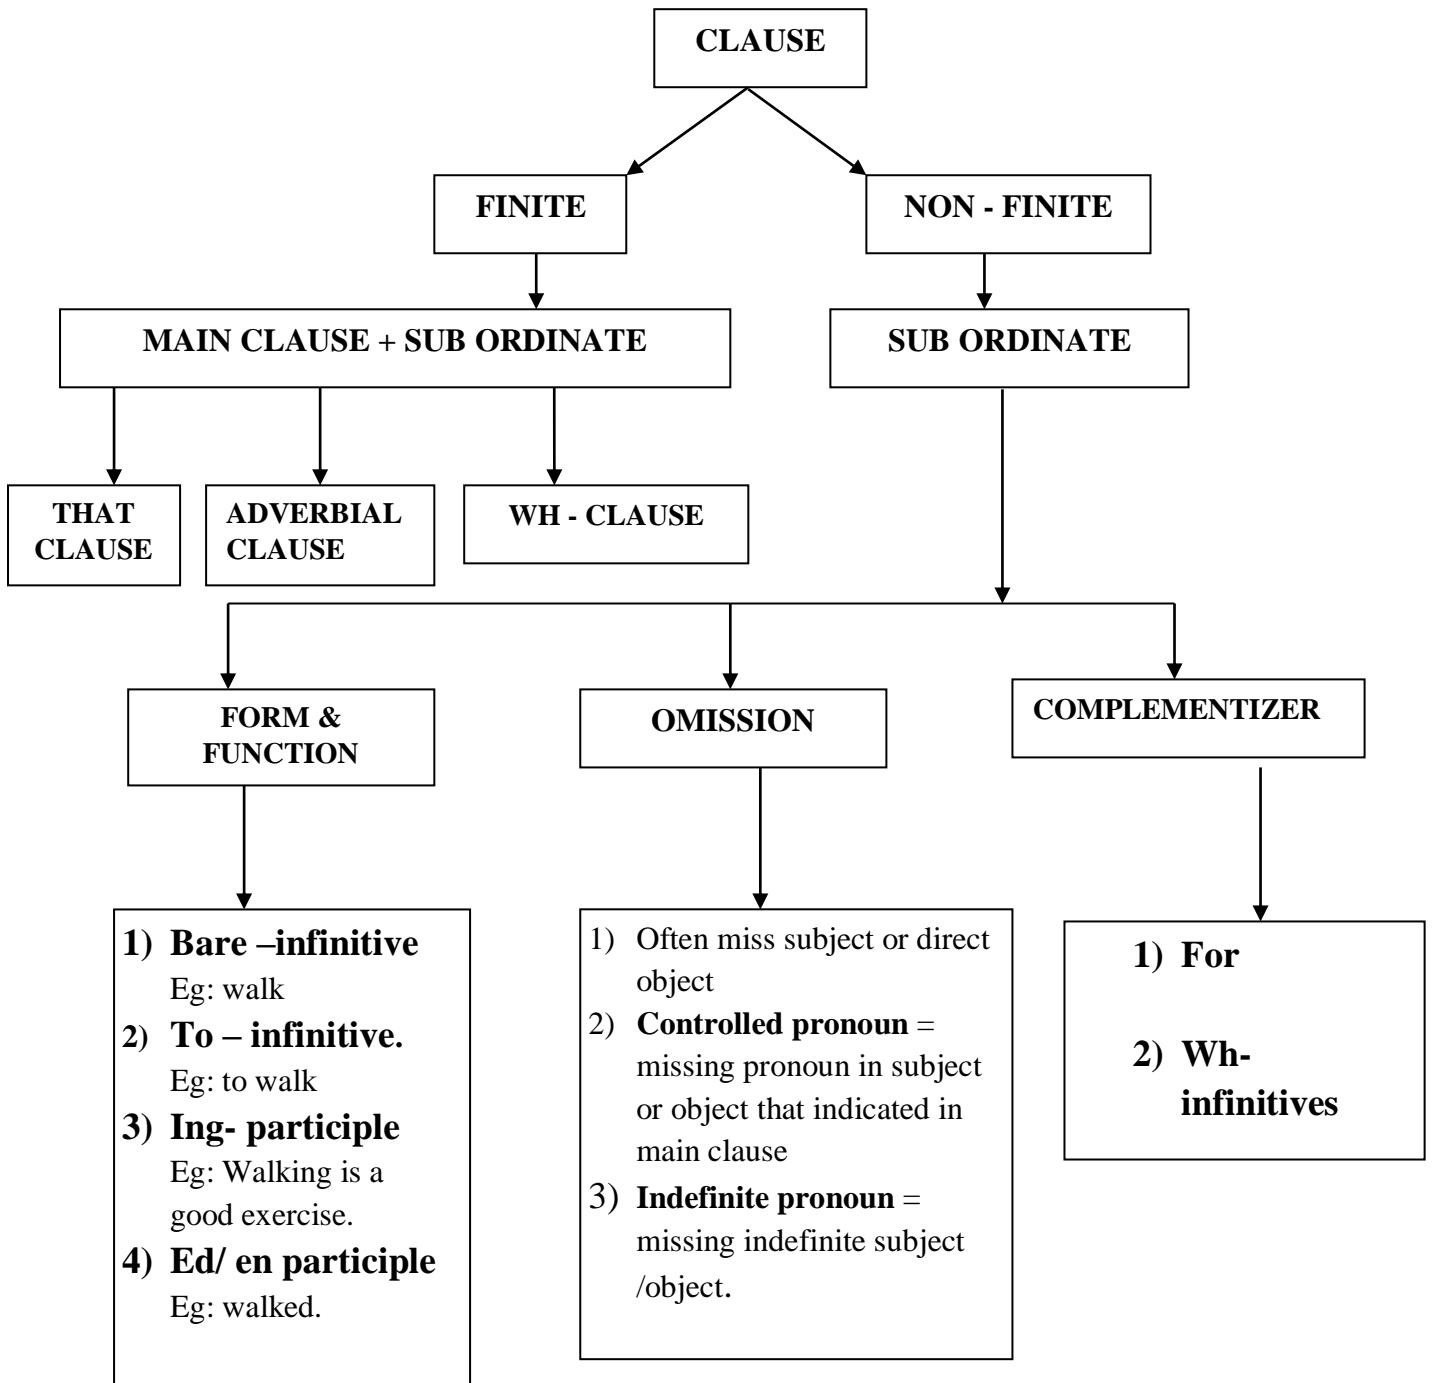 CLAUSE
FINITE
NON - FINITE
MAIN CLAUSE + SUB ORDINATE
SUB ORDINATE
THAT
CLAUSE
ADVERBIAL
CLAUSE
WH - CLAUSE
FORM &
FUNCTION
OMISSION
COMPLEMENTIZER
1) Bare –infinitive
Eg: walk
2) To – infinitive.
Eg: to walk
3) Ing- participle
Eg: Walking is a
good exercise.
4) Ed/ en participle
Eg: walked.
1) Often miss subject or direct
object
2) Controlled pronoun =
missing pronoun in subject
or object that indicated in
main clause
3) Indefinite pronoun =
missing indefinite subject
/object.
1) For
2) Wh-
infinitives